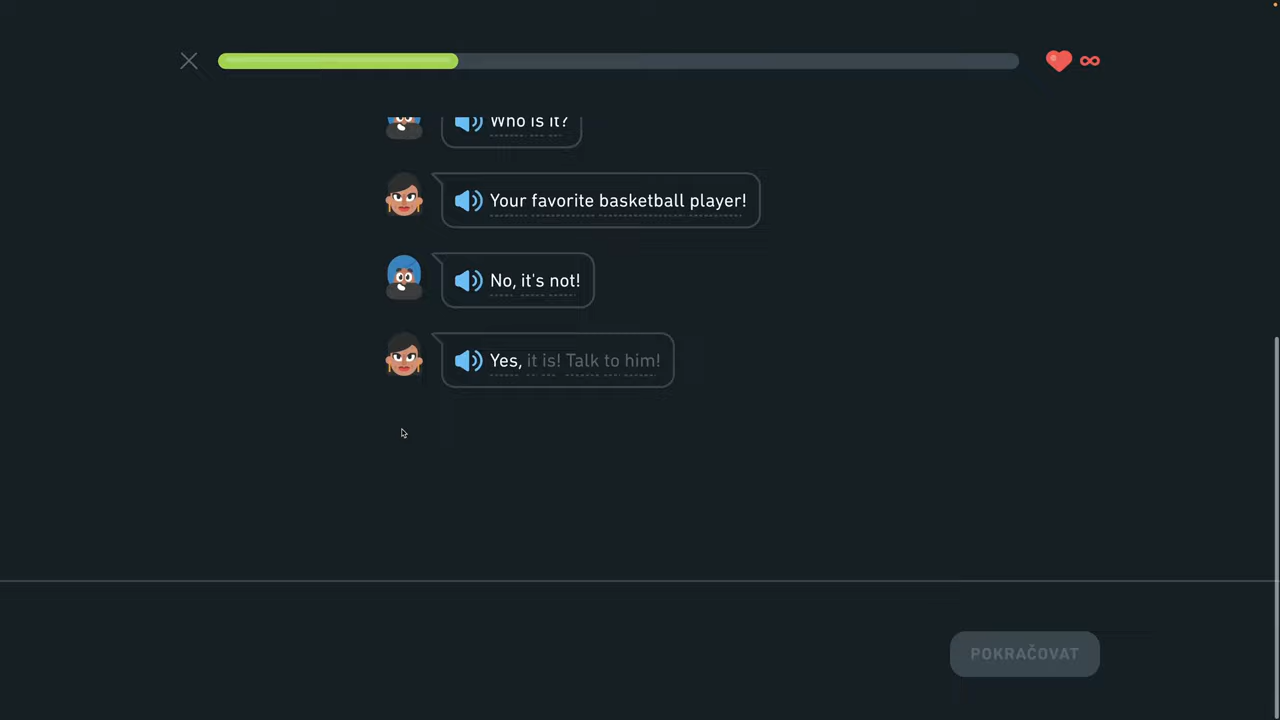 Who is it?
Your favorite basketball player!
No, it's not!
Yes, it is! Talk to him!
POKRAČOVAT